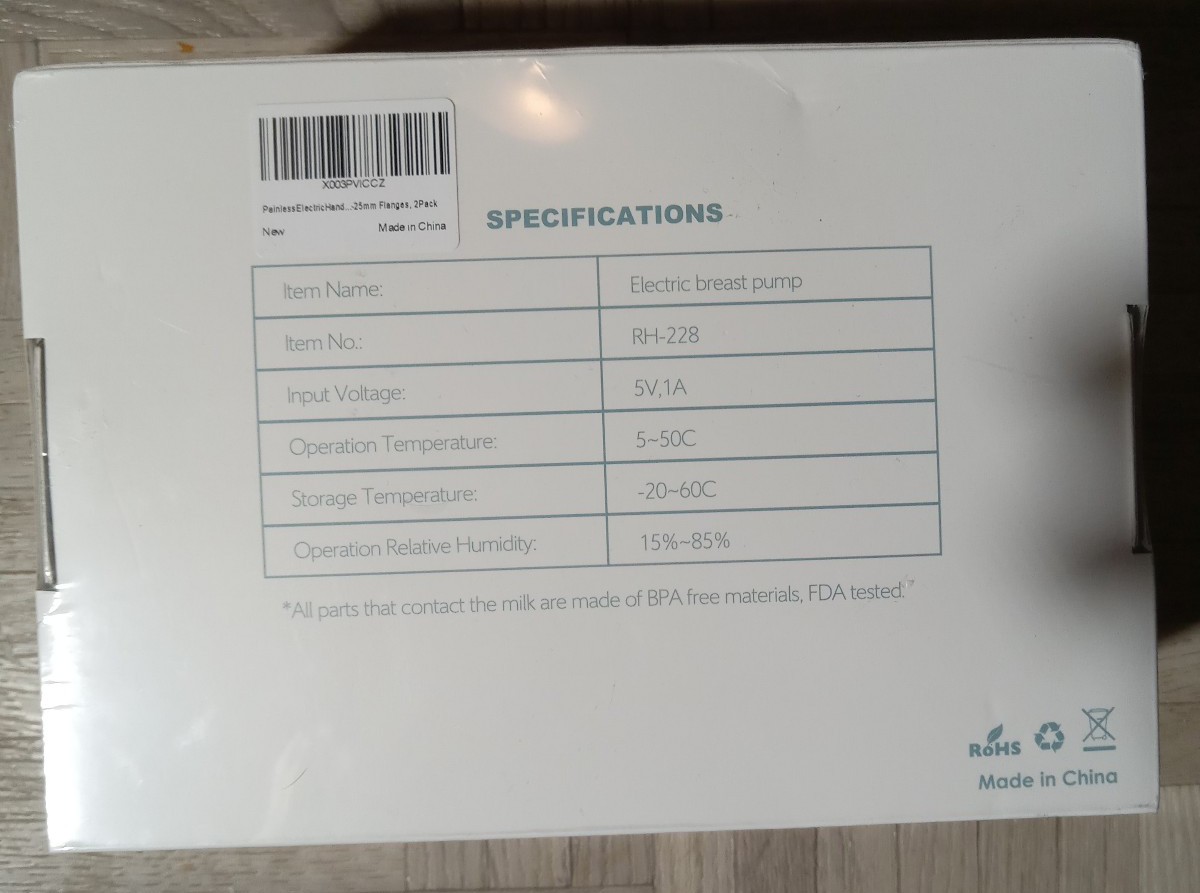 X003PVICCZ
PainlessElectricHand...-25mm Flanges, 2Pack
New Made in China
SPECIFICATIONS
Item Name: Electric breast pump
Item No.: RH-228
Input Voltage: 5V,1A
Operation Temperature: 5~50C
Storage Temperature: -20~60C
Operation Relative Humidity: 15%~85%
*All parts that contact the milk are made of BPA free materials, FDA tested.
RoHS
Made in China